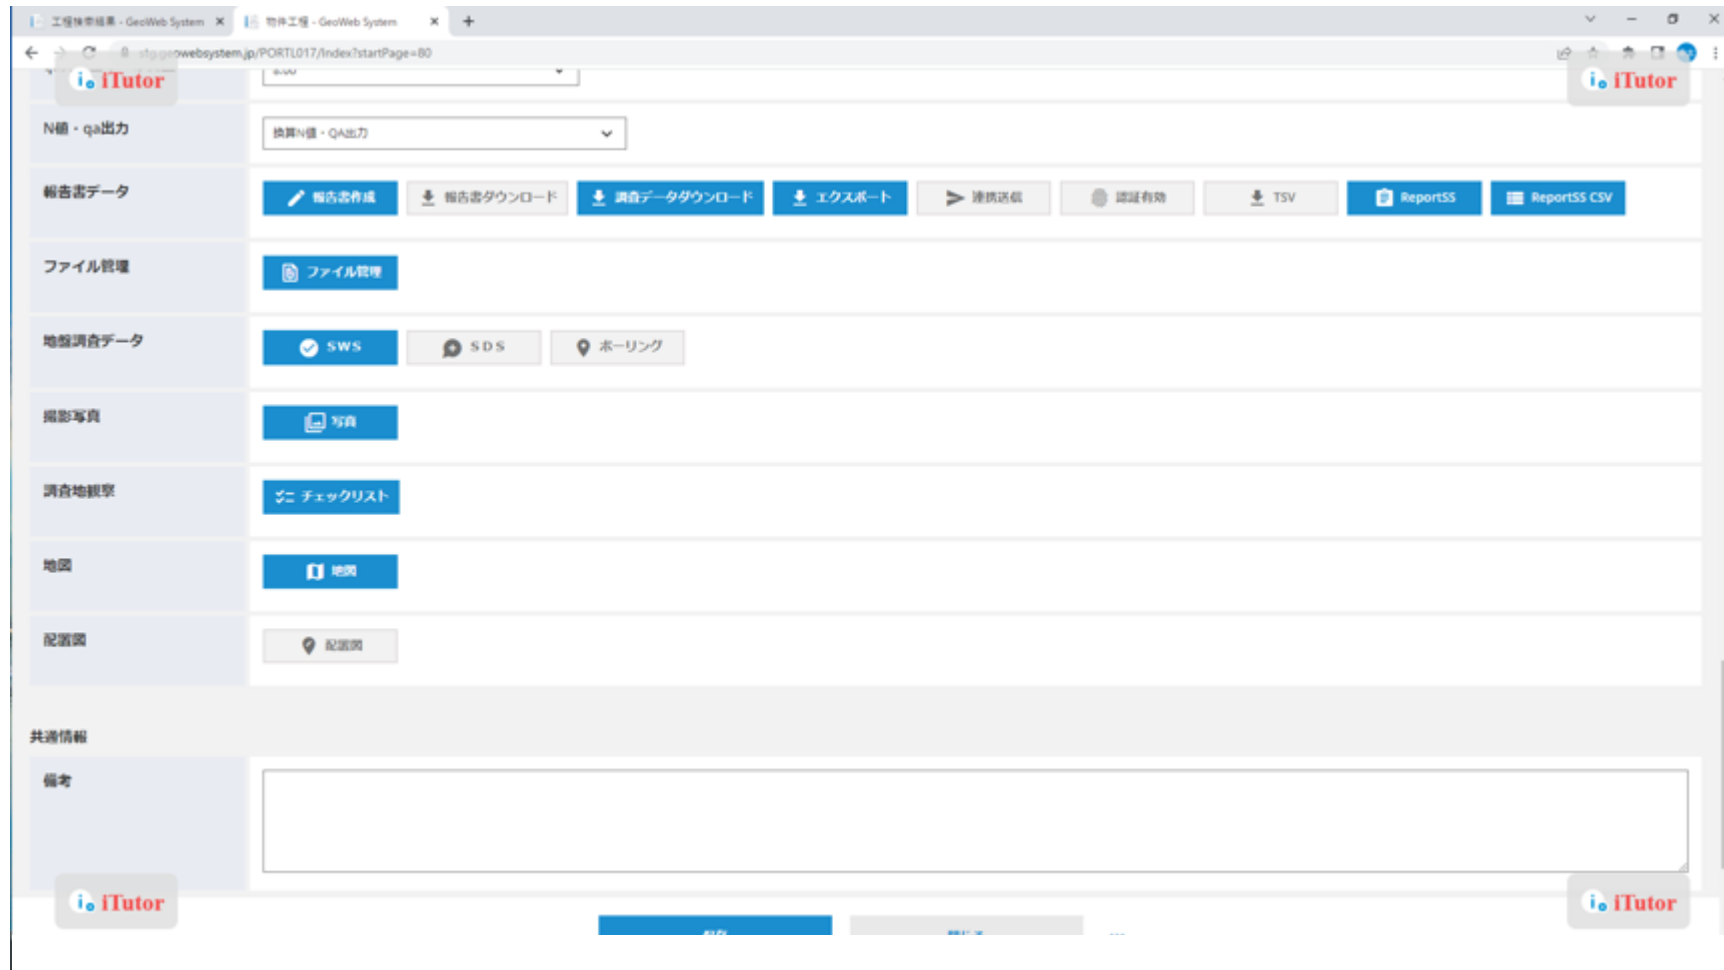 工程検索結果 - GeoWeb System
物件工程 - GeoWeb System
stg.geowebsystem.jp/PORTL017/Index?startPage=80
iTutor
iTutor
N値・qa出力
換算N値・QA出力
報告書データ
報告書作成
報告書ダウンロード
調査データダウンロード
エクスポート
連携送信
認証有効
TSV
ReportSS
ReportSS CSV
ファイル管理
ファイル管理
地盤調査データ
SWS
SDS
ボーリング
撮影写真
写真
調査地観察
チェックリスト
地図
地図
配置図
配置図
共通情報
備考
iTutor
iTutor